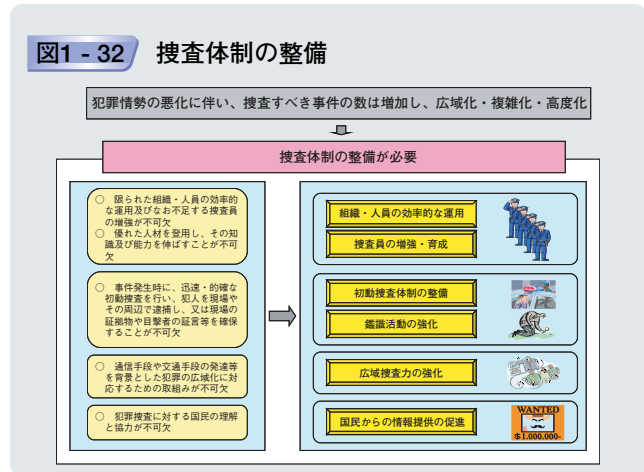 図1-32 捜査体制の整備
犯罪情勢の悪化に伴い、捜査すべき事件の数は増加し、広域化・複雑化・高度化
捜査体制の整備が必要
○ 限られた組織・人員の効率的
な運用及びなお不足する捜査員
の増強が不可欠
○ 優れた人材を登用し、その知
識及び能力を伸ばすことが不可
欠
○ 事件発生時に、迅速・的確な
初動捜査を行い、犯人を現場や
その周辺で逮捕し、又は現場の
証拠物や目撃者の証言等を確保
することが不可欠
○ 通信手段や交通手段の発達等
を背景とした犯罪の広域化に対
応するための取組みが不可欠
○ 犯罪捜査に対する国民の理解
と協力が不可欠
組織・人員の効率的な運用
捜査員の増強・育成
初動捜査体制の整備
鑑識活動の強化
広域捜査力の強化
国民からの情報提供の促進
WANTED
$1.000.000-